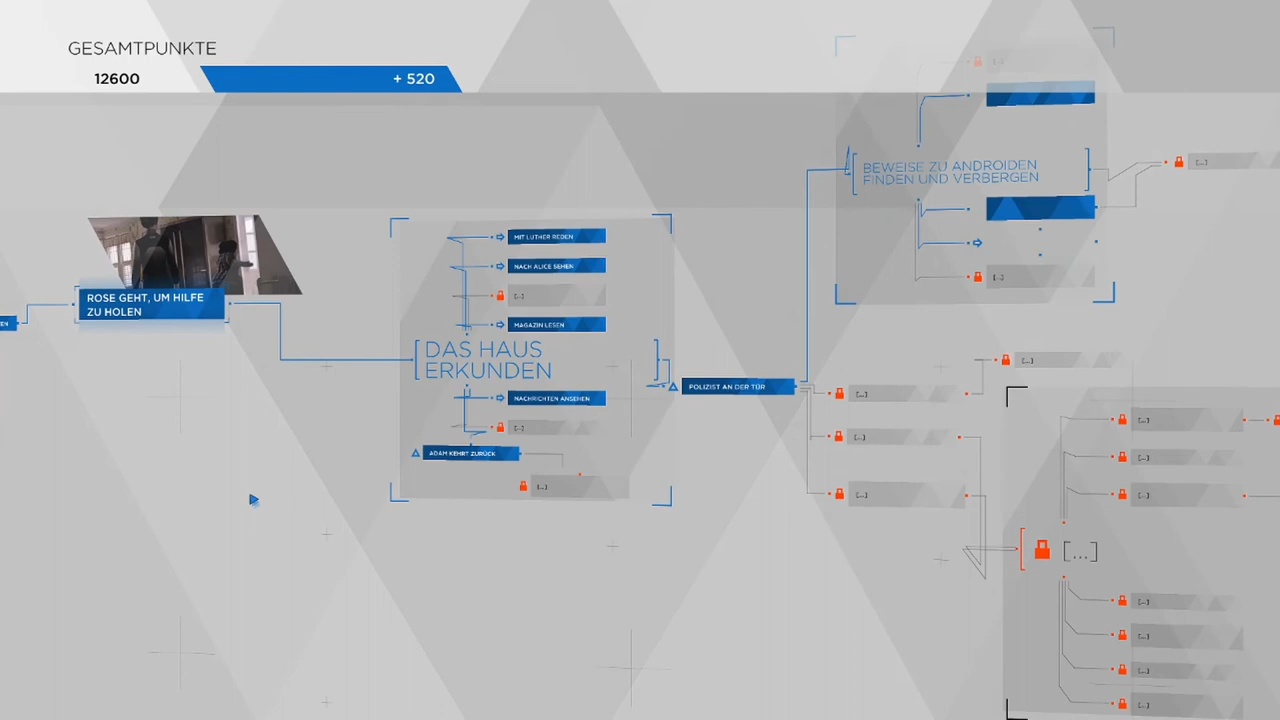 GESAMTPUNKTE
12600
+ 520
BEWEISE ZU ANDROIDEN
FINDEN UND VERBERGEN
[...]
[...]
[...]
ROSE GEHT, UM HILFE
ZU HOLEN
EN
MIT LUTHER REDEN
NACH ALICE SEHEN
[...]
MAGAZIN LESEN
DAS HAUS
ERKUNDEN
NACHRICHTEN ANSEHEN
[...]
ADAM KEHRT ZURÜCK
[...]
POLIZIST AN DER TÜR
[...]
[...]
[...]
[...]
[...]
[...]
[...]
[...]
[...]
[...]
[...]
[...]